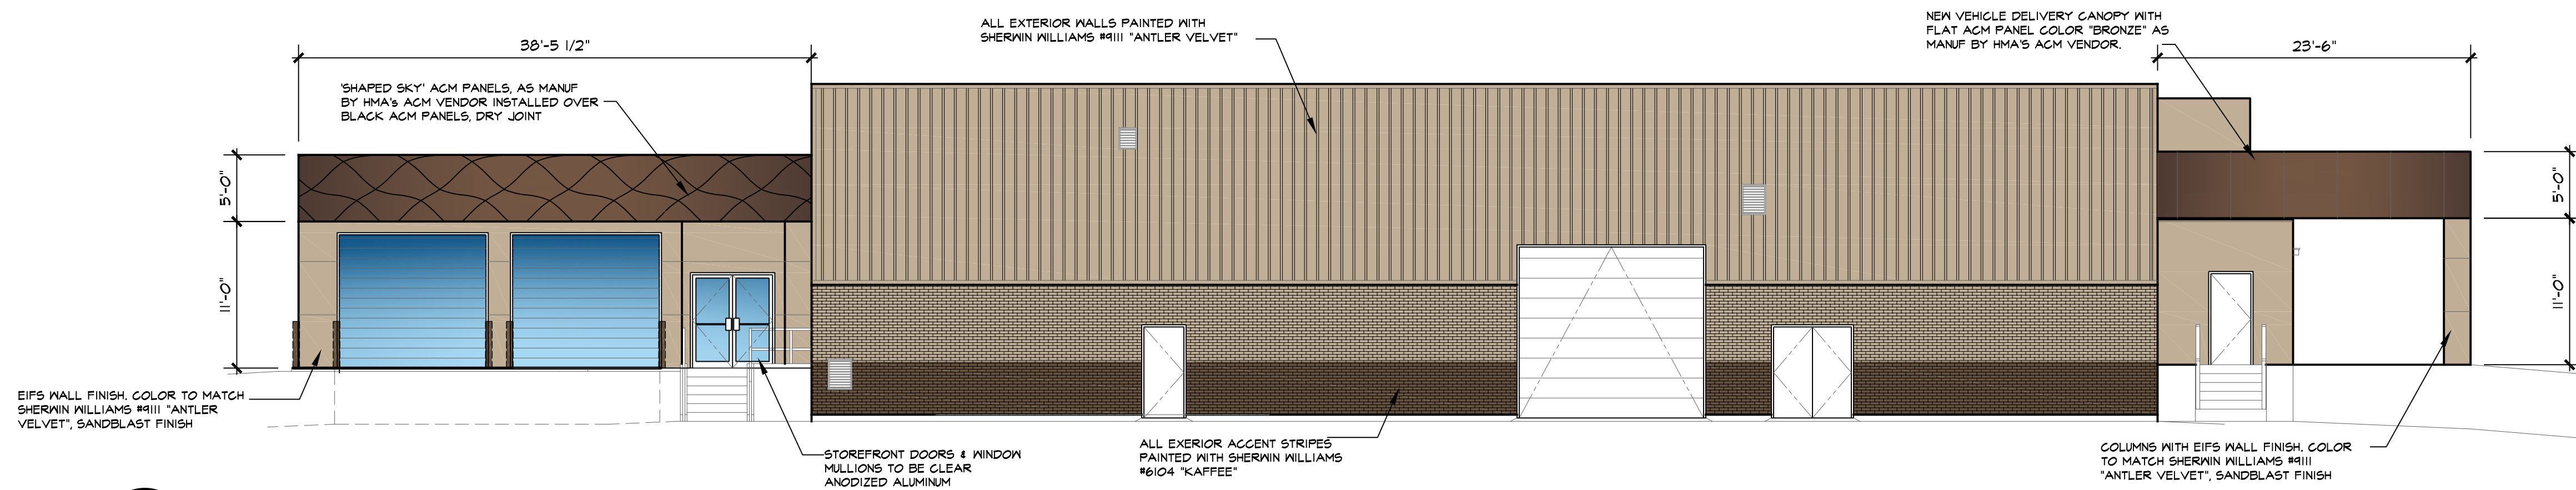 38'-5 1/2"
ALL EXTERIOR WALLS PAINTED WITH
SHERWIN WILLIAMS #9111 "ANTLER VELVET"
NEW VEHICLE DELIVERY CANOPY WITH
FLAT ACM PANEL COLOR "BRONZE" AS
MANUF BY HMA'S ACM VENDOR.
23'-6"
'SHAPED SKY' ACM PANELS, AS MANUF
BY HMA's ACM VENDOR INSTALLED OVER
BLACK ACM PANELS, DRY JOINT
5'-0"
11'-0"
5'-0"
11'-0"
EIFS WALL FINISH. COLOR TO MATCH
SHERWIN WILLIAMS #9111 "ANTLER
VELVET", SANDBLAST FINISH
STOREFRONT DOORS & WINDOW
MULLIONS TO BE CLEAR
ANODIZED ALUMINUM
ALL EXERIOR ACCENT STRIPES
PAINTED WITH SHERWIN WILLIAMS
#6104 "KAFFEE"
COLUMNS WITH EIFS WALL FINISH. COLOR
TO MATCH SHERWIN WILLIAMS #9111
"ANTLER VELVET", SANDBLAST FINISH